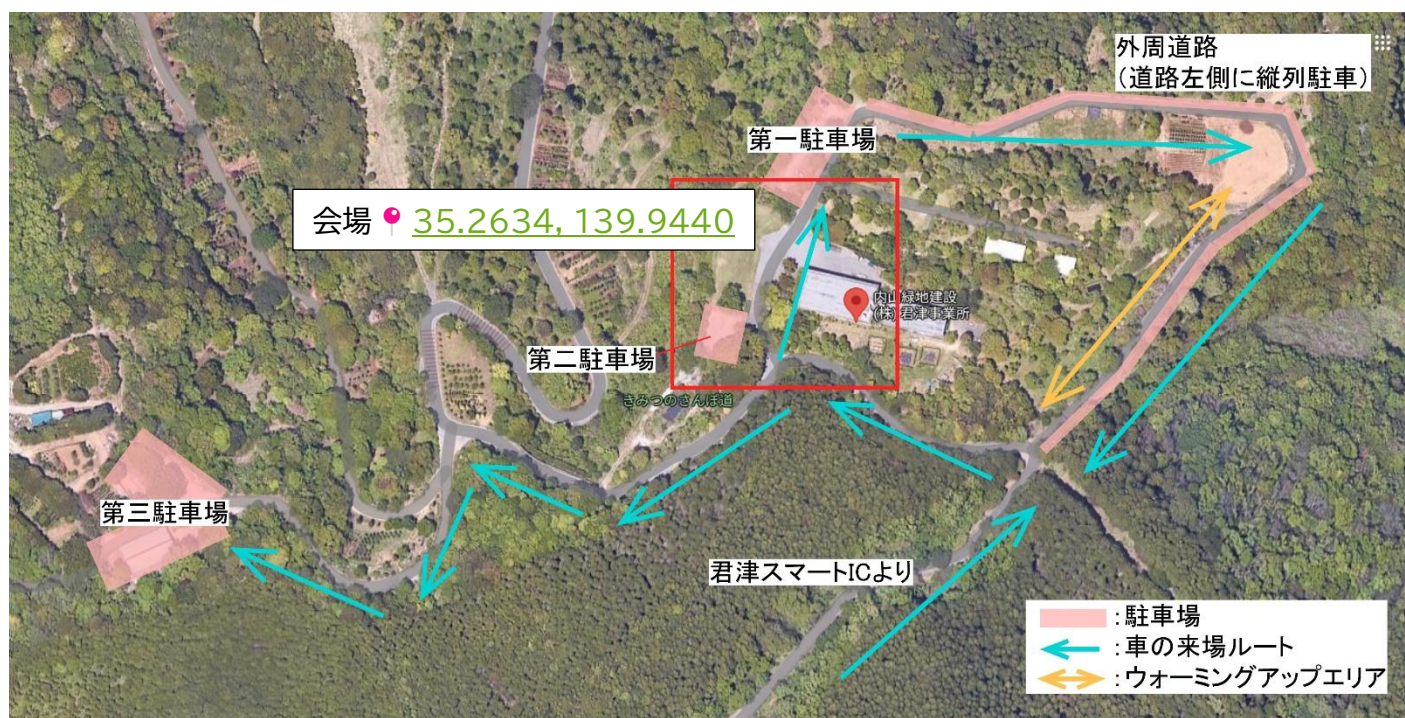 外周道路
(道路左側に縦列駐車)
第一駐車場
会場 35.2634, 139.9440
内山緑地建設
(株) 君津事業所
第二駐車場
きみつのさんぽ道
第三駐車場
君津スマートICより
:駐車場
:車の来場ルート
:ウォーミングアップエリア